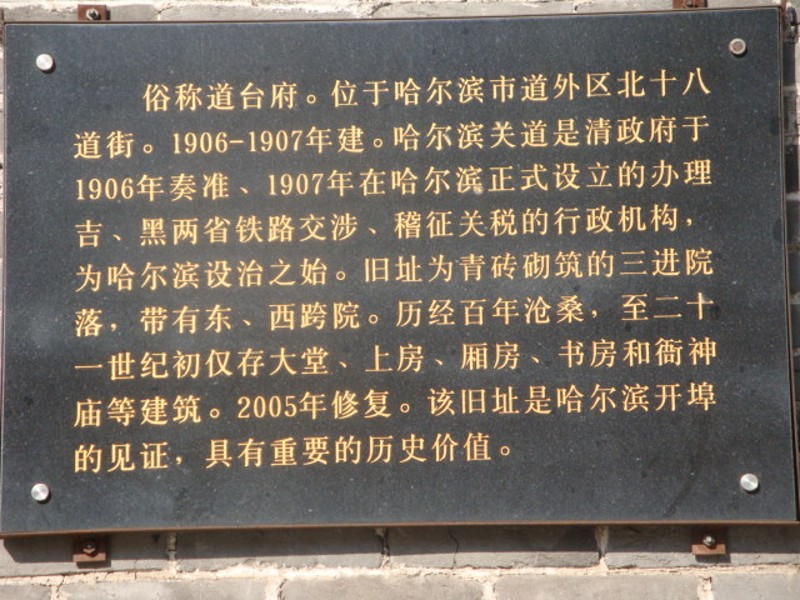 俗称道台府。位于哈尔滨市道外区北十八
道街。1906-1907年建。哈尔滨关道是清政府于
1906年奏准、1907年在哈尔滨正式设立的办理
吉、黑两省铁路交涉、稽征关税的行政机构，
为哈尔滨设治之始。旧址为青砖砌筑的三进院
落，带有东、西跨院。历经百年沧桑，至二十
一世纪初仅存大堂、上房、厢房、书房和衙神
庙等建筑。2005年修复。该旧址是哈尔滨开埠
的见证，具有重要的历史价值。